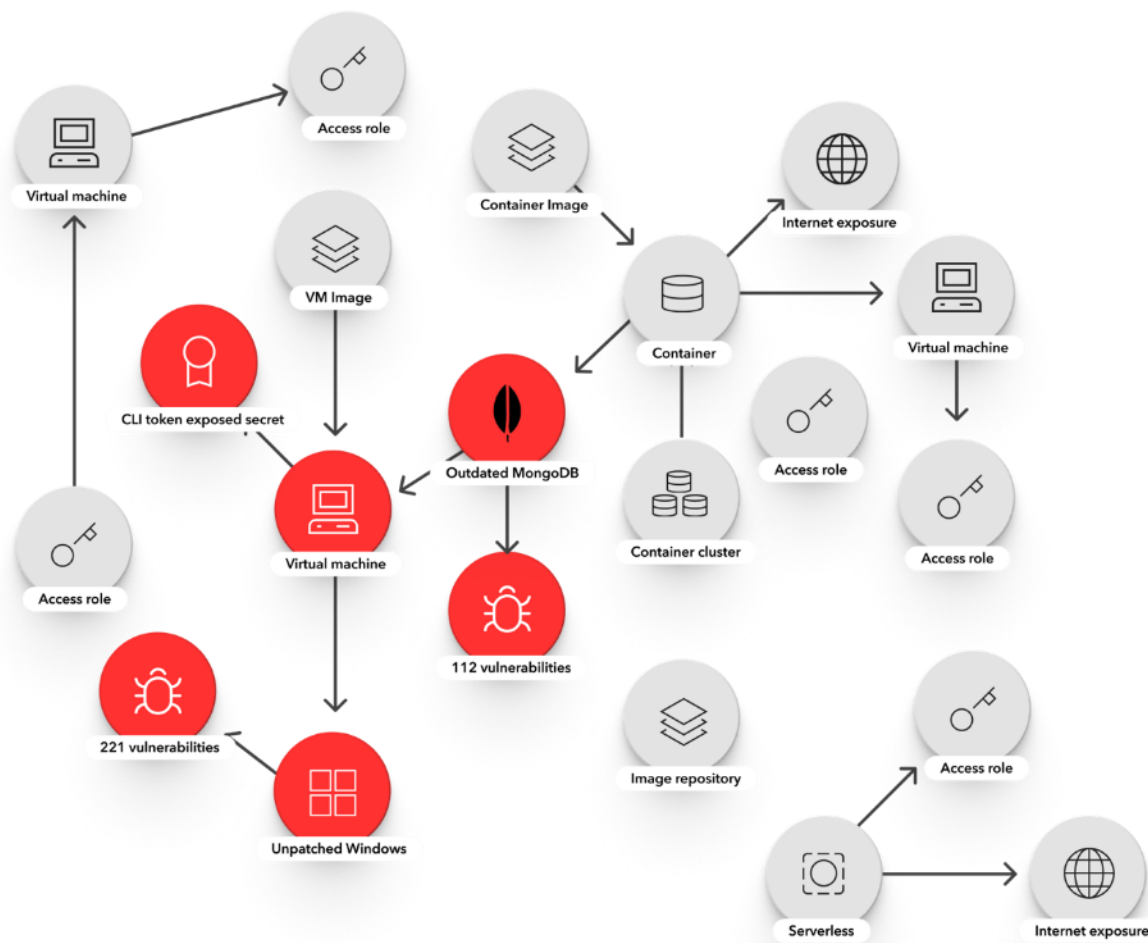 Access role
Virtual machine
Container Image
Internet exposure
VM Image
Container
Virtual machine
CLI token exposed secret
Outdated MongoDB
Access role
Virtual machine
Container cluster
Access role
Access role
112 vulnerabilities
221 vulnerabilities
Image repository
Access role
Unpatched Windows
Serverless
Internet exposure